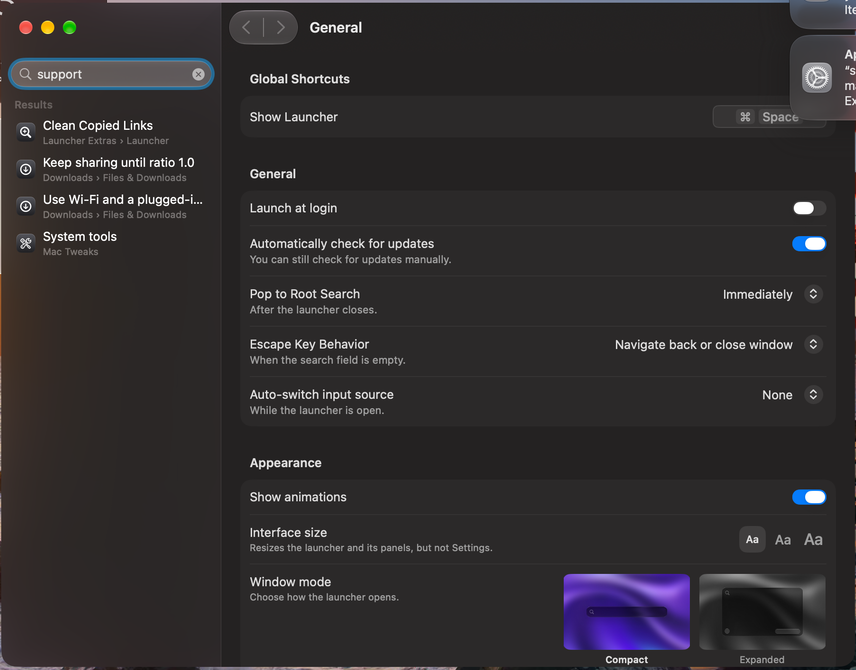 General
support
Results
Clean Copied Links
Launcher Extras › Launcher
Keep sharing until ratio 1.0
Downloads › Files & Downloads
Use Wi-Fi and a plugged-i...
Downloads › Files & Downloads
System tools
Mac Tweaks
Global Shortcuts
Show Launcher
⌘ Space
General
Launch at login
Automatically check for updates
You can still check for updates manually.
Pop to Root Search
Immediately
After the launcher closes.
Escape Key Behavior
Navigate back or close window
When the search field is empty.
Auto-switch input source
None
While the launcher is open.
Appearance
Show animations
Interface size
Aa Aa Aa
Resizes the launcher and its panels, but not Settings.
Window mode
Choose how the launcher opens.
Compact
Expanded